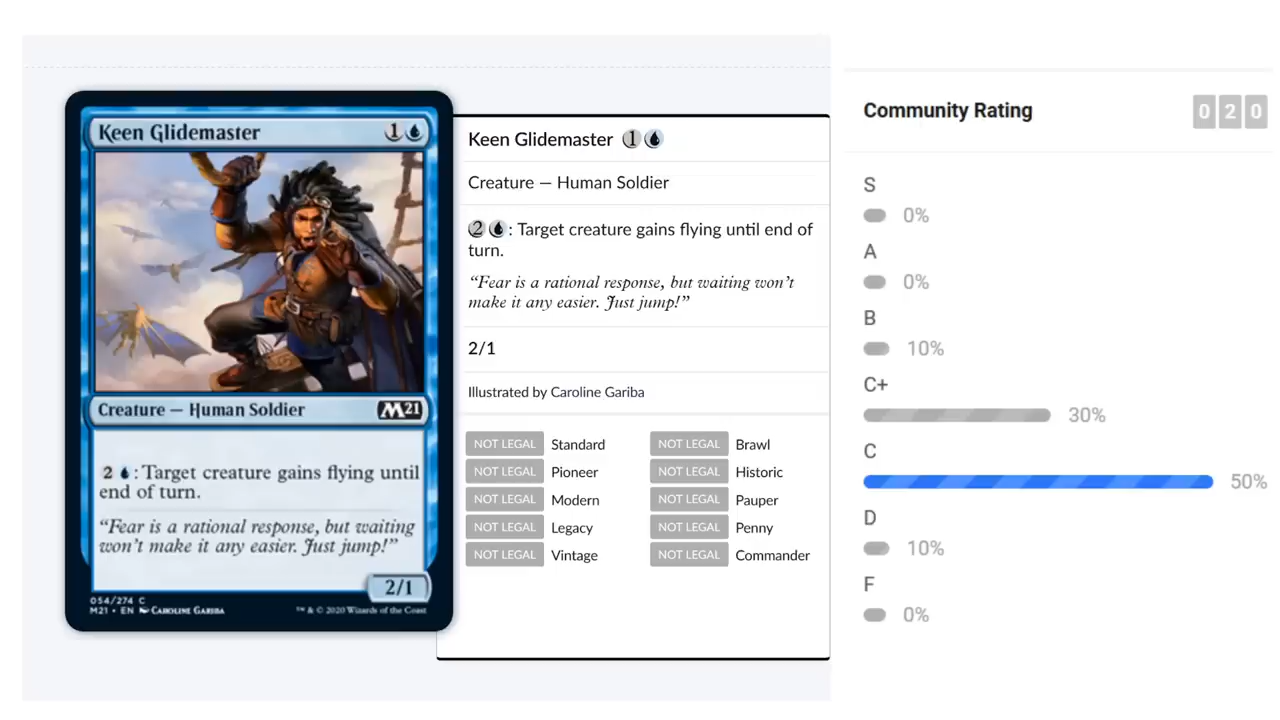 Keen Glidemaster 1
Creature — Human Soldier
M21
2 : Target creature gains flying until
end of turn.
“Fear is a rational response, but waiting
won’t make it any easier. Just jump!”
2/1
054/274 C
M21 • EN Caroline Gariba
™ & © 2020 Wizards of the Coast
Keen Glidemaster 1
Creature — Human Soldier
2 : Target creature gains flying until end of
turn.
“Fear is a rational response, but waiting won’t
make it any easier. Just jump!”
2/1
Illustrated by Caroline Gariba
NOT LEGAL Standard NOT LEGAL Brawl
NOT LEGAL Pioneer NOT LEGAL Historic
NOT LEGAL Modern NOT LEGAL Pauper
NOT LEGAL Legacy NOT LEGAL Penny
NOT LEGAL Vintage NOT LEGAL Commander
Community Rating 0 2 0
S
0%
A
0%
B
10%
C+
30%
C
50%
D
10%
F
0%